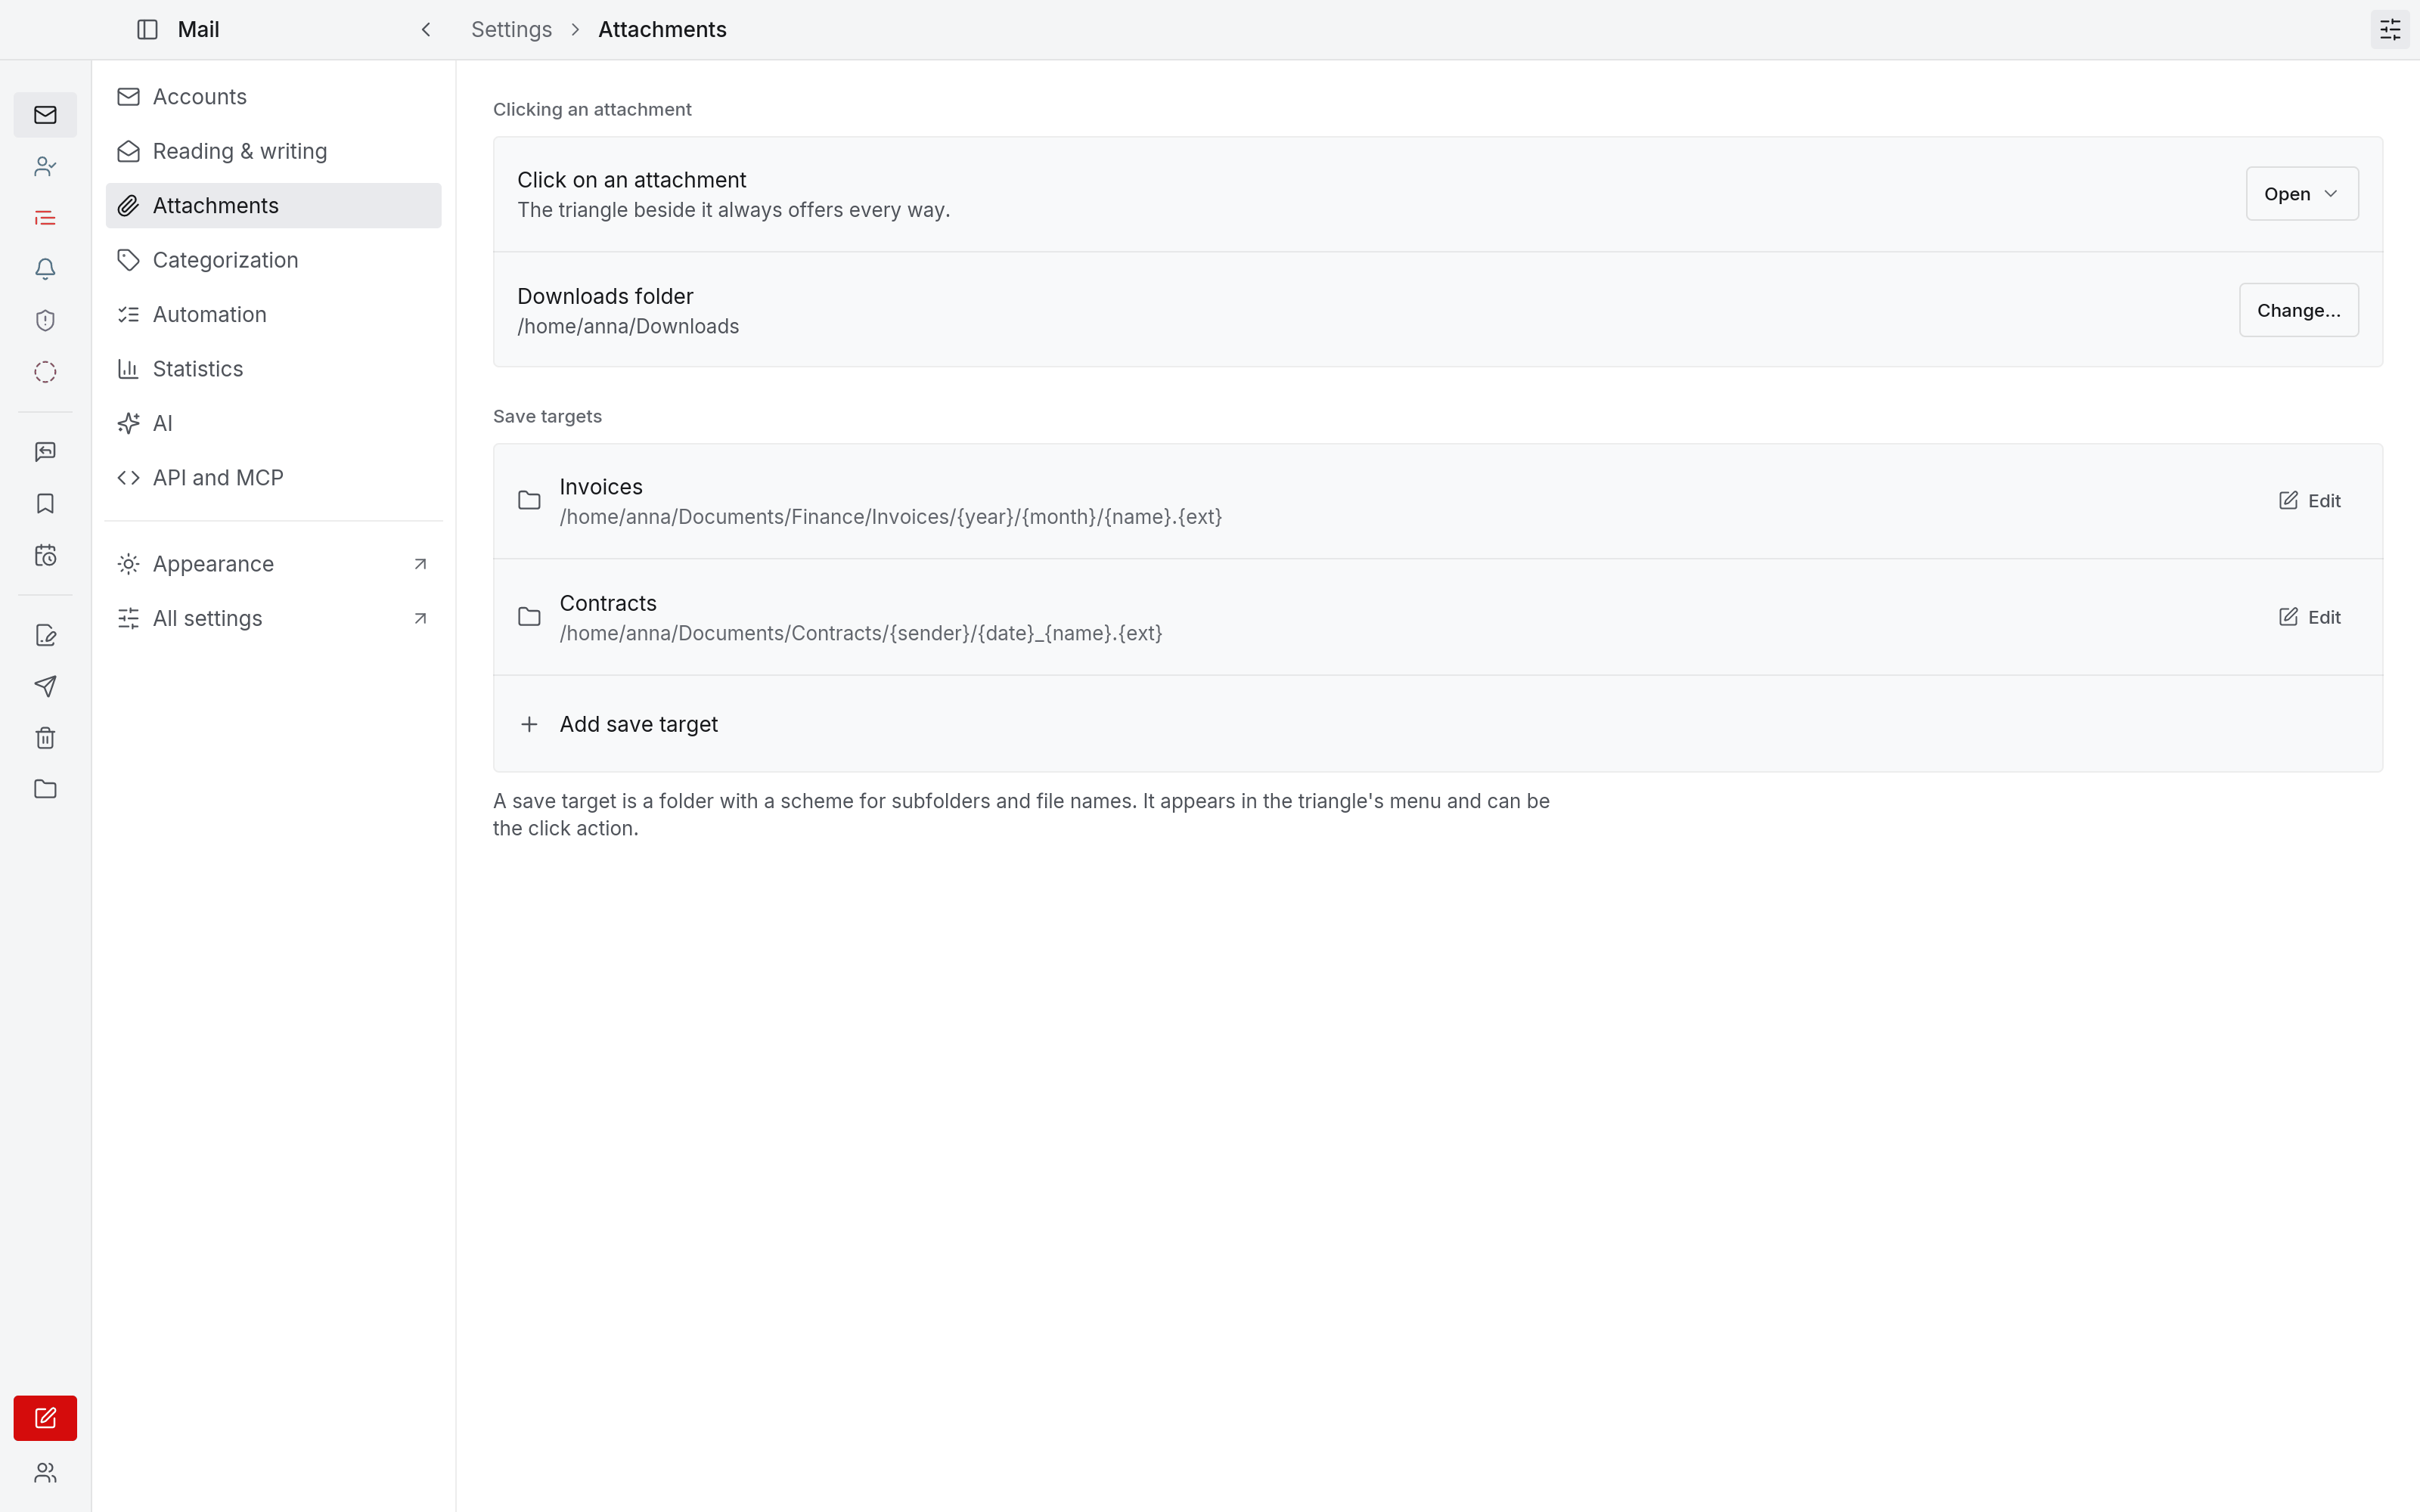 Mail
Settings > Attachments
Accounts
Reading & writing
Attachments
Categorization
Automation
Statistics
AI
API and MCP
Appearance
All settings
Clicking an attachment
Click on an attachment
The triangle beside it always offers every way.
Open
Downloads folder
/home/anna/Downloads
Change...
Save targets
Invoices
/home/anna/Documents/Finance/Invoices/{year}/{month}/{name}.{ext}
Edit
Contracts
/home/anna/Documents/Contracts/{sender}/{date}_{name}.{ext}
Edit
Add save target
A save target is a folder with a scheme for subfolders and file names. It appears in the triangle's menu and can be
the click action.